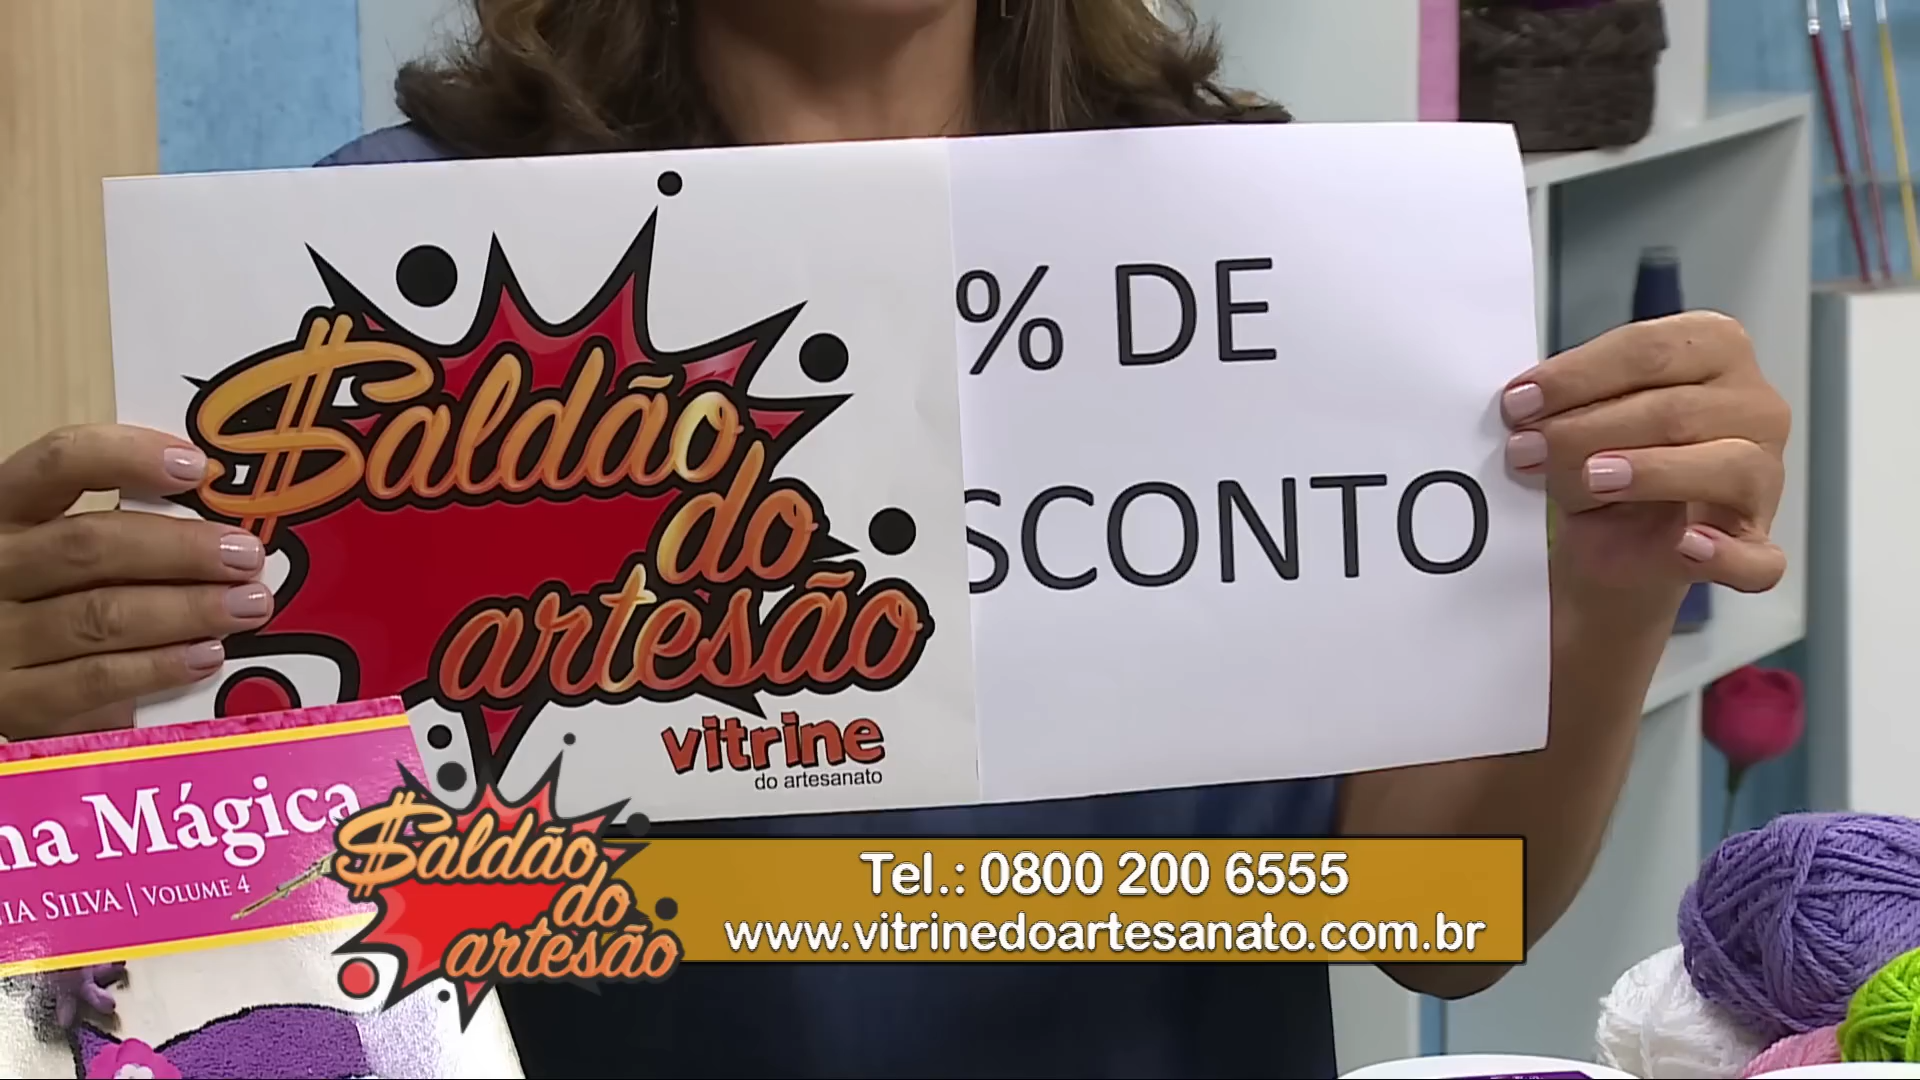 $aldão
do
artesão
vitrine
do artesanato
% DE
SCONTO
na Mágica
IA SILVA | VOLUME 4
$aldão
do
artesão
Tel.: 0800 200 6555
www.vitrinedoartesanato.com.br